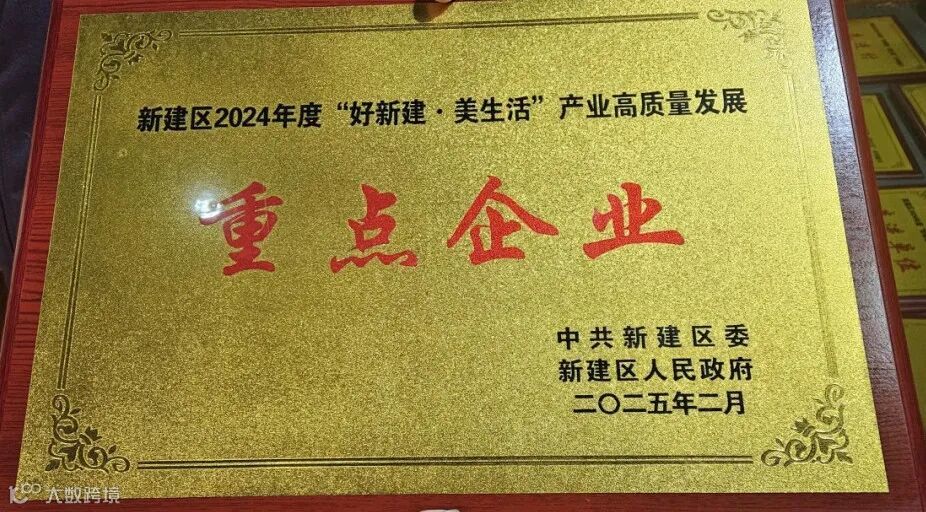 新建区2024年度“好新建·美生活”产业高质量发展
重点企业
中共新建区委
新建区人民政府
二〇二五年二月
大数跨境